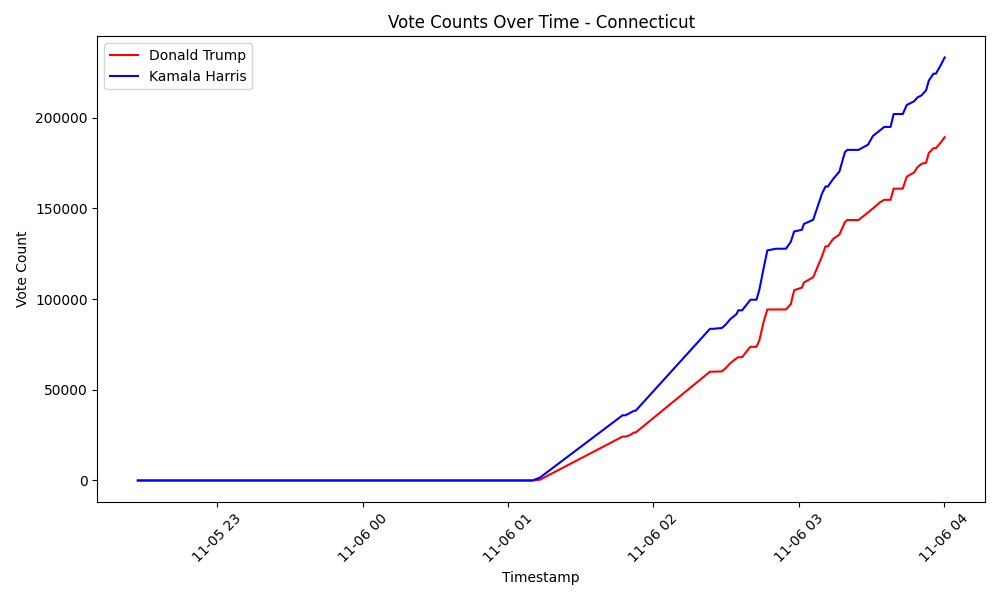 Vote Counts Over Time - Connecticut
Donald Trump
Kamala Harris
Vote Count
200000
150000
100000
50000
0
11-05 23
11-06 00
11-06 01
11-06 02
11-06 03
11-06 04
Timestamp